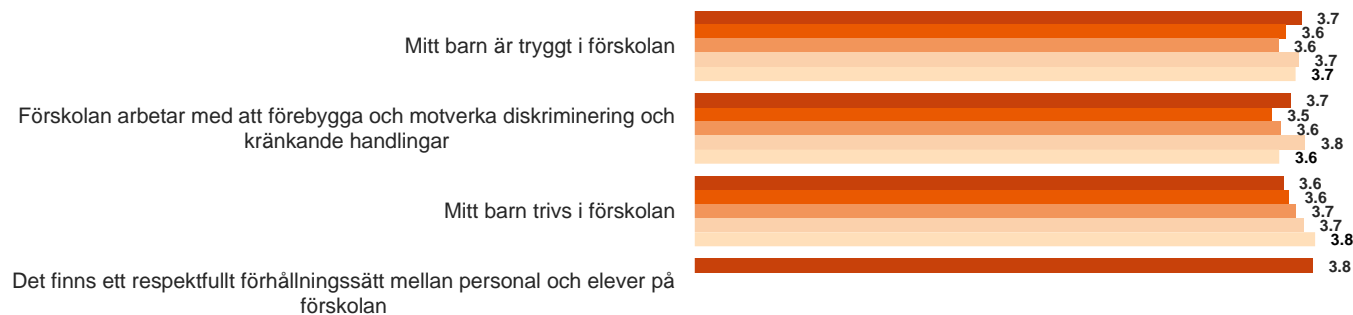 3.7
3.6
Mitt barn är tryggt i förskolan
3.6
3.7
3.7
3.7
Förskolan arbetar med att förebygga och motverka diskriminering och
kränkande handlingar
3.5
3.6
3.8
3.6
3.6
3.6
Mitt barn trivs i förskolan
3.7
3.7
3.8
3.8
Det finns ett respektfullt förhållningssätt mellan personal och elever på
förskolan